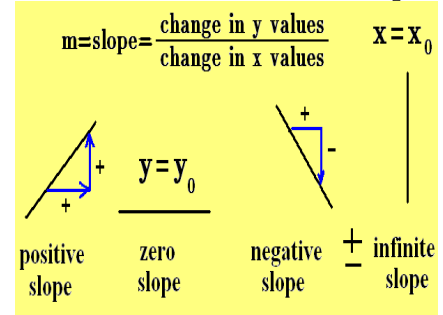 m=slope= change in y values / change in x values
x=x₀
+
+
y=y₀
+
-
positive slope
zero slope
negative slope
± infinite slope